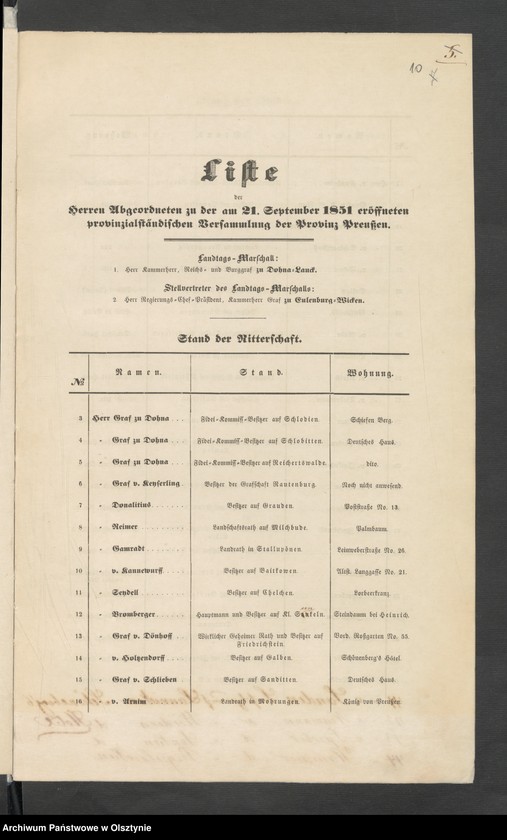 5.
10
Liste
der
Herren Abgeordneten zu der am 21. September 1851 eröffneten
provinzialständischen Versammlung der Provinz Preußen.
Landtags-Marschall:
1. Herr Kammerherr, Reichs- und Burggraf zu Dohna-Lauck.
Stellvertreter des Landtags-Marschalls:
2. Herr Regierungs-Chef-Präsident, Kammerherr Graf zu Eulenburg-Wicken.
Stand der Ritterschaft.
№ Namen. Stand. Wohnung.
3 Herr Graf zu Dohna ... Fidei-Kommiß-Besitzer auf Schlodien. Schiefen Berg.
4 - Graf zu Dohna ... Fidei-Kommiß-Besitzer auf Schlobitten. Deutsches Haus.
5 - Graf zu Dohna ... Fidei-Kommiß-Besitzer auf Reichertswalde. dito.
6 - Graf v. Keyserling .. Besitzer der Grafschaft Rautenburg. Noch nicht anwesend.
7 - Donalitius ...... Besitzer auf Grauden. Poststraße No. 13.
8 - Reimer ........ Landschaftsrath auf Milchbude. Palmbaum.
9 - Gamradt ....... Landrath in Stallupönen. Leinweberstraße No. 26.
10 - v. Kannewurff .... Besitzer auf Baitkowen. Altst. Langgasse No. 21.
11 - Seydell ........ Besitzer auf Chelchen. Lorbeerkranz.
12 - Bromberger ...... Hauptmann und Besitzer auf Kl. Steindamm bei Heinrich.
13 - Graf v. Dönhoff ... Wirklicher Geheimer Rath und Besitzer auf Vord. Roßgarten No. 35.
Friedrichstein.
14 - v. Holtzendorff .... Besitzer auf Galben. Schönenberg's Hôtel.
15 - Graf v. Schlieben .. Besitzer auf Sanditten. Deutsches Haus.
16 - v. Arnim ....... Landrath in Mohrungen. König von Preußen.
Archiwum Państwowe w Olsztynie